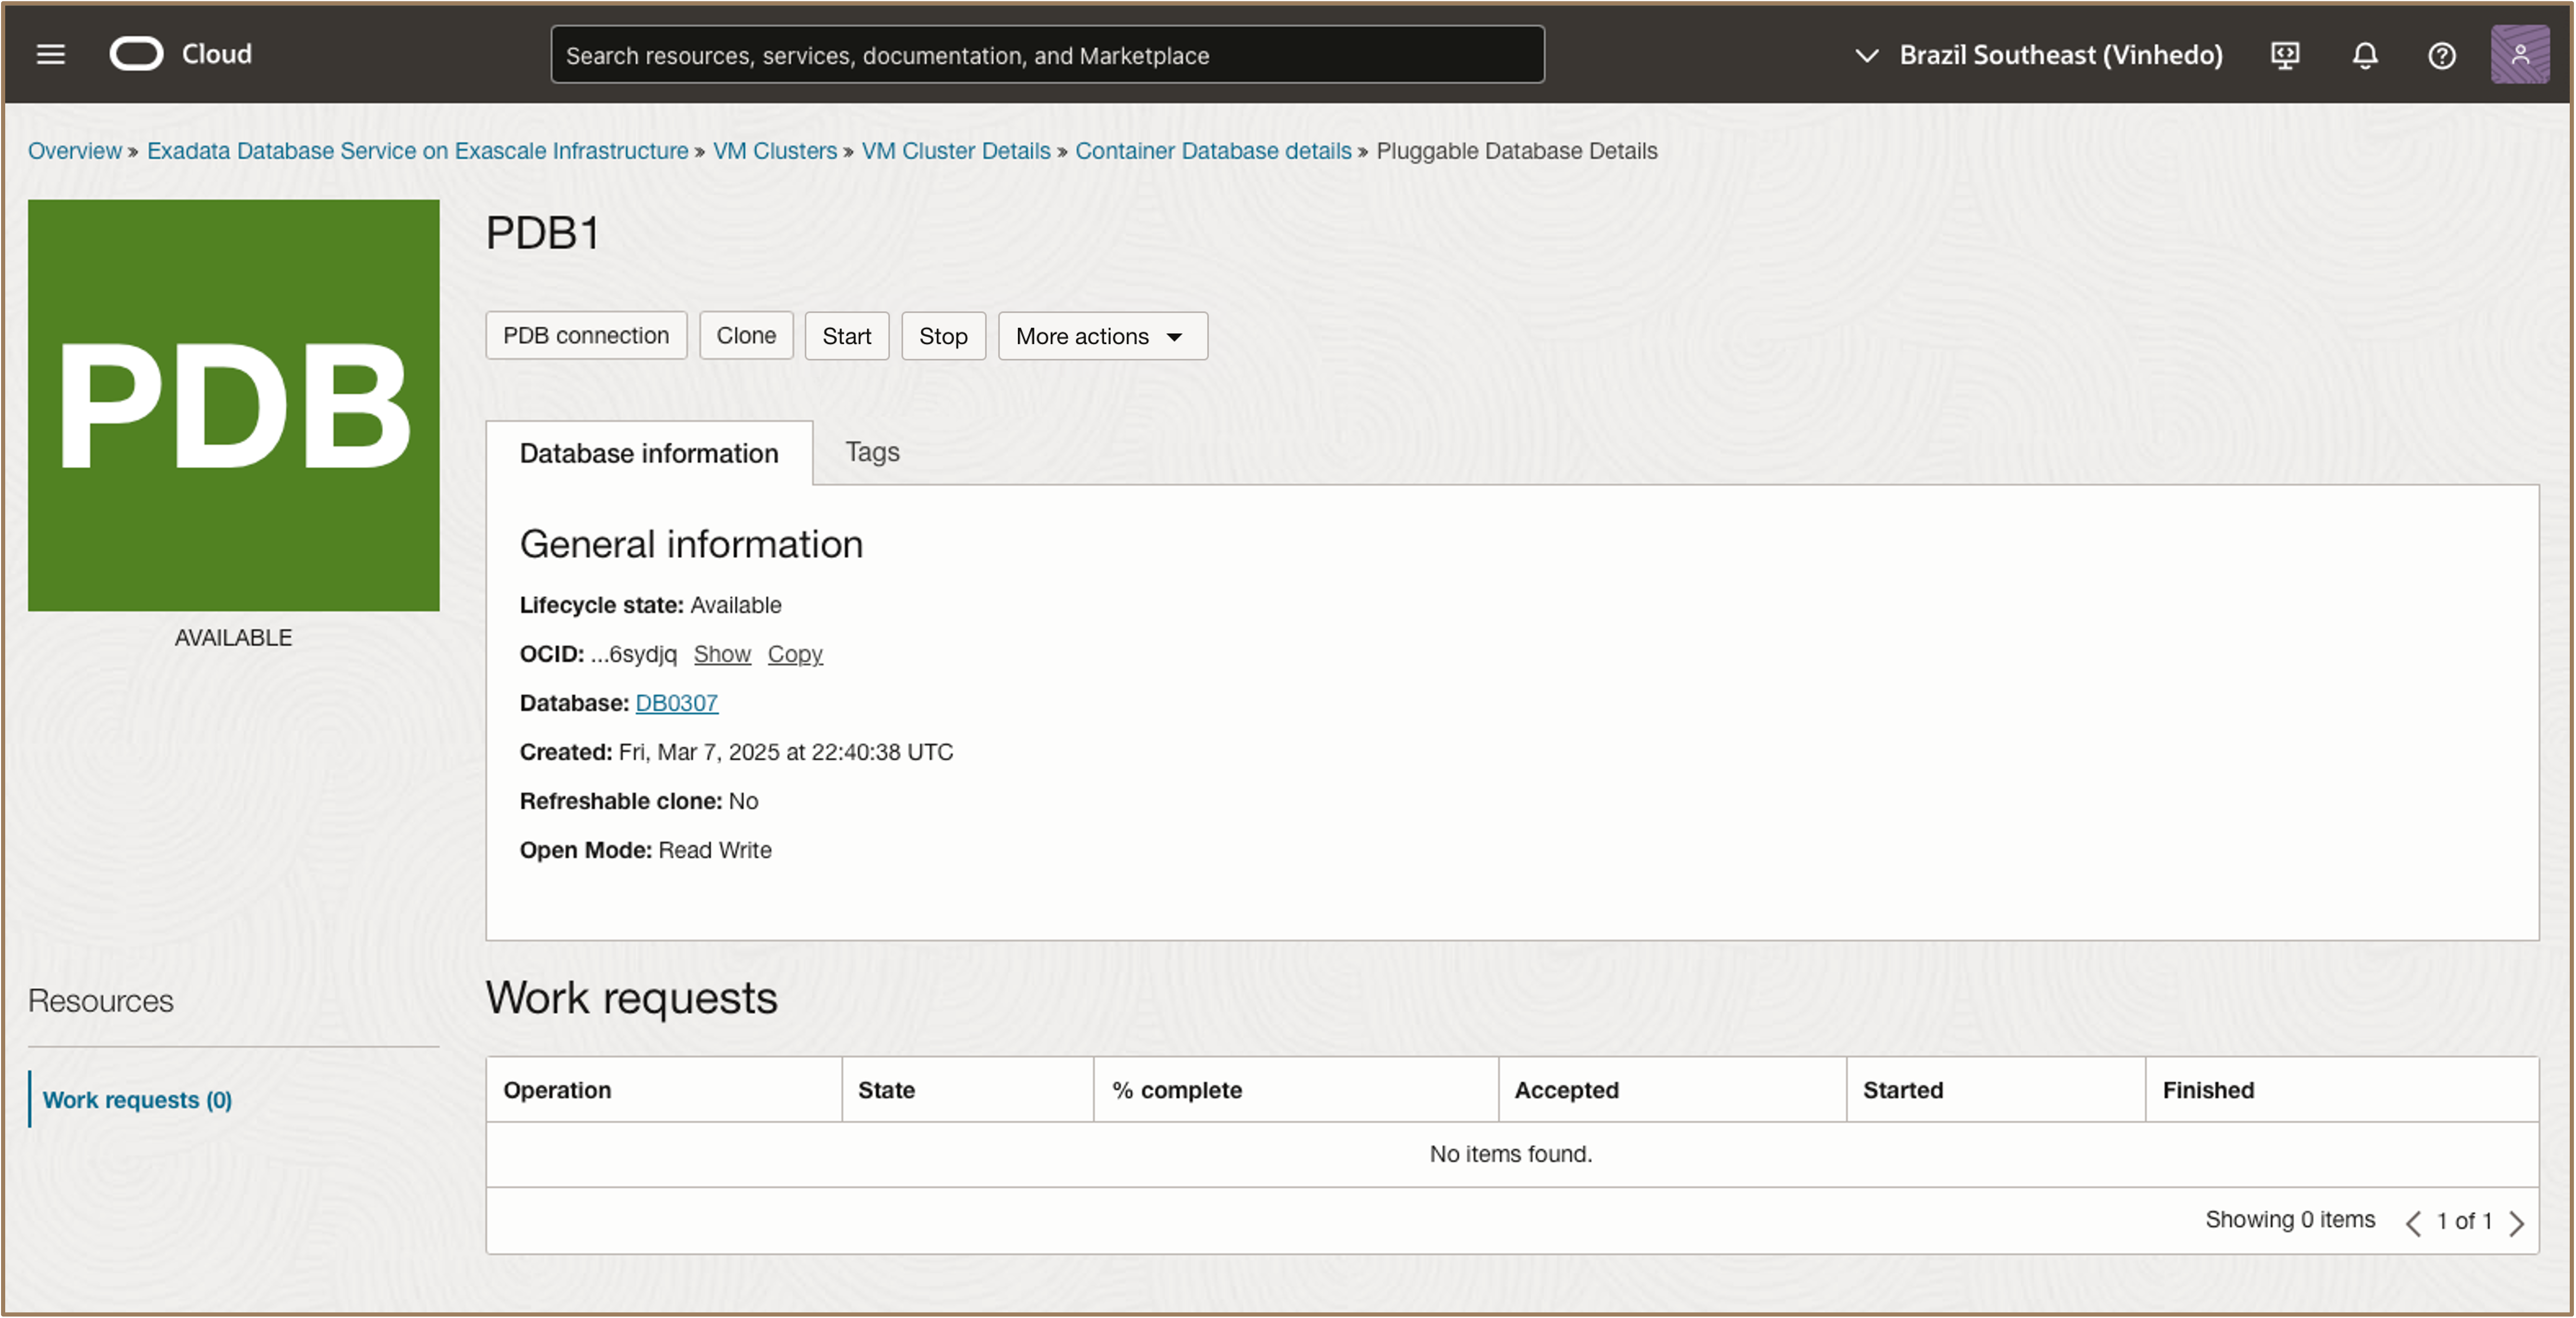 Cloud
Search resources, services, documentation, and Marketplace
Brazil Southeast (Vinhedo)
Overview » Exadata Database Service on Exascale Infrastructure » VM Clusters » VM Cluster Details » Container Database details » Pluggable Database Details
PDB
AVAILABLE
PDB1
PDB connection
Clone
Start
Stop
More actions
Database information
Tags
General information
Lifecycle state: Available
OCID: ...6sydjq Show Copy
Database: DB0307
Created: Fri, Mar 7, 2025 at 22:40:38 UTC
Refreshable clone: No
Open Mode: Read Write
Resources
Work requests (0)
Work requests
Operation State % complete Accepted Started Finished
No items found.
Showing 0 items 1 of 1